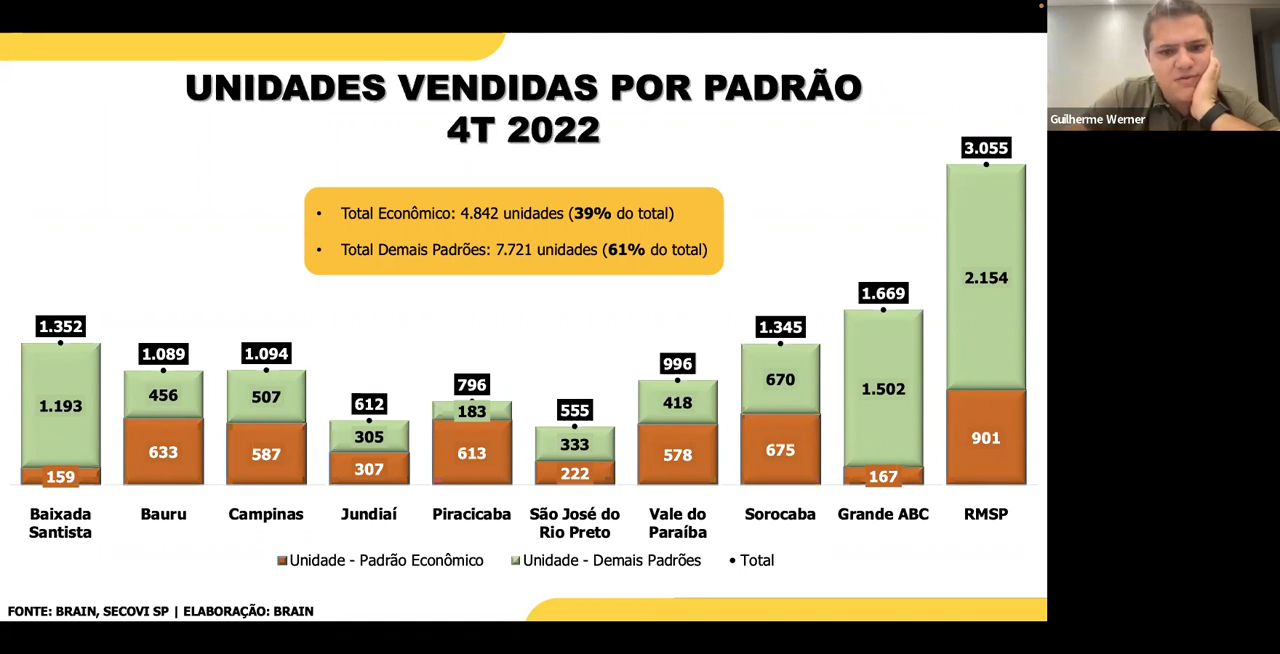 UNIDADES VENDIDAS POR PADRÃO
4T 2022
• Total Econômico: 4.842 unidades (39% do total)
• Total Demais Padrões: 7.721 unidades (61% do total)
1.352
1.193
159
1.089
456
633
1.094
507
587
612
305
307
796
183
613
555
333
222
996
418
578
1.345
670
675
1.669
1.502
167
3.055
2.154
901
Baixada
Santista
Bauru
Campinas
Jundiaí
Piracicaba
São José do
Rio Preto
Vale do
Paraíba
Sorocaba
Grande ABC
RMSP
Unidade - Padrão Econômico
Unidade - Demais Padrões
Total
FONTE: BRAIN, SECOVI SP | ELABORAÇÃO: BRAIN
Guilherme Werner